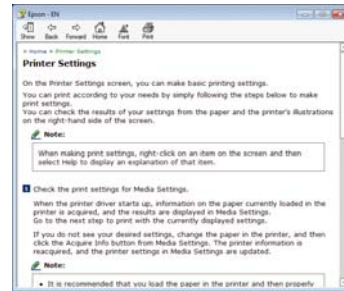 Epson - EN
Show Back Forward Home Font Print
> Home > Printer Settings
Printer Settings
On the Printer Settings screen, you can make basic printing settings.
You can print according to your needs by simply following the steps below to make
print settings.
You can check the results of your settings from the paper and the printer's illustrations
on the right-hand side of the screen.
Note:
When making print settings, right-click on an item on the screen and then
select Help to display an explanation of that item.
1 Check the print settings for Media Settings.
When the printer driver starts up, information on the paper currently loaded in the
printer is acquired, and the results are displayed in Media Settings.
Go to the next step to print with the currently displayed settings.
If you do not see your desired settings, change the paper in the printer, and then
click the Acquire Info button from Media Settings. The printer information is
reacquired, and the printer settings in Media Settings are updated.
Note:
• It is recommended that you load the paper in the printer and then properly